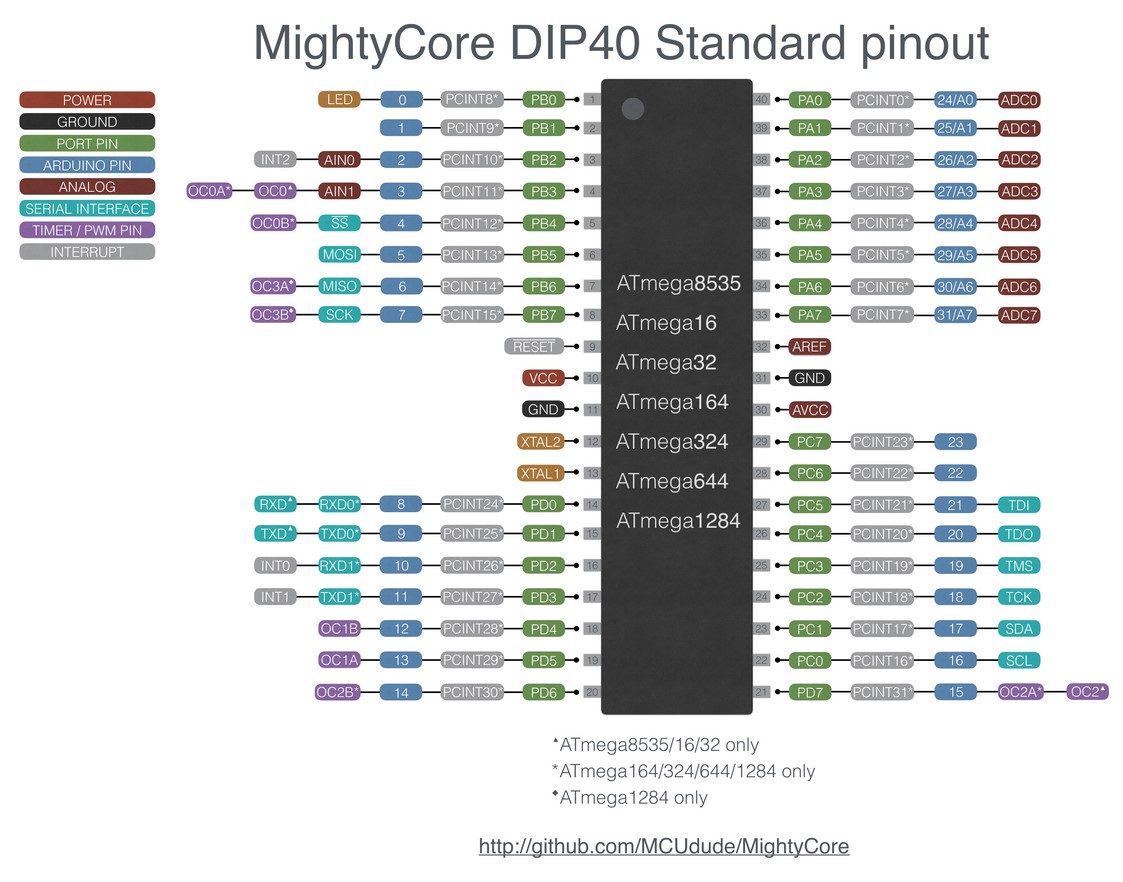 MightyCore DIP40 Standard pinout
POWER
GROUND
PORT PIN
ARDUINO PIN
ANALOG
SERIAL INTERFACE
TIMER / PWM PIN
INTERRUPT
LED 0 PCINT8* PB0 1 40 PA0 PCINT0* 24/A0 ADC0
1 PCINT9* PB1 2 39 PA1 PCINT1* 25/A1 ADC1
INT2 AIN0 2 PCINT10* PB2 3 38 PA2 PCINT2* 26/A2 ADC2
OC0A* OC0▲ AIN1 3 PCINT11* PB3 4 37 PA3 PCINT3* 27/A3 ADC3
OC0B* SS 4 PCINT12* PB4 5 36 PA4 PCINT4* 28/A4 ADC4
MOSI 5 PCINT13* PB5 6 35 PA5 PCINT5* 29/A5 ADC5
OC3A◆ MISO 6 PCINT14* PB6 7 34 PA6 PCINT6* 30/A6 ADC6
OC3B◆ SCK 7 PCINT15* PB7 8 33 PA7 PCINT7* 31/A7 ADC7
RESET 9 32 AREF
VCC 10 31 GND
GND 11 30 AVCC
XTAL2 12 29 PC7 PCINT23* 23
XTAL1 13 28 PC6 PCINT22* 22
RXD▲ RXD0* 8 PCINT24* PD0 14 27 PC5 PCINT21* 21 TDI
TXD▲ TXD0* 9 PCINT25* PD1 15 26 PC4 PCINT20* 20 TDO
INT0 RXD1* 10 PCINT26* PD2 16 25 PC3 PCINT19* 19 TMS
INT1 TXD1* 11 PCINT27* PD3 17 24 PC2 PCINT18* 18 TCK
OC1B 12 PCINT28* PD4 18 23 PC1 PCINT17* 17 SDA
OC1A 13 PCINT29* PD5 19 22 PC0 PCINT16* 16 SCL
OC2B* 14 PCINT30* PD6 20 21 PD7 PCINT31* 15 OC2A* OC2▲
ATmega8535
ATmega16
ATmega32
ATmega164
ATmega324
ATmega644
ATmega1284
▲ATmega8535/16/32 only
*ATmega164/324/644/1284 only
◆ATmega1284 only
http://github.com/MCUdude/MightyCore